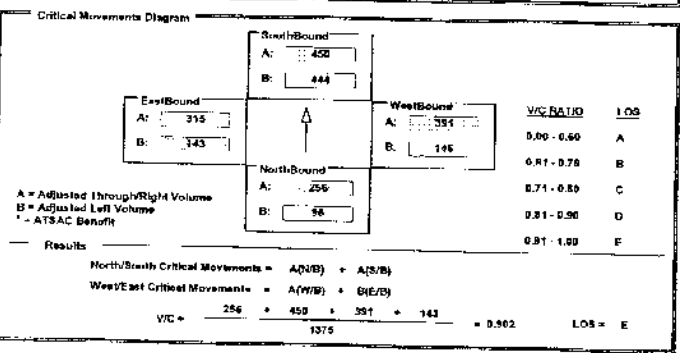 Critical Movements Diagram
SouthBound
A: 450
B: 444
EastBound
A: 315
B: 143
WestBound
A: 391
B: 146
NorthBound
A: 256
B: 98
V/C RATIO LOS
0.00 - 0.60 A
0.61 - 0.70 B
0.71 - 0.80 C
0.81 - 0.90 D
0.91 - 1.00 E
A = Adjusted Through/Right Volume
B = Adjusted Left Volume
* = ATSAC Benefit
Results
North/South Critical Movements = A(N/B) + A(S/B)
West/East Critical Movements = A(W/B) + B(E/B)
V/C = 256 + 450 + 391 + 143 = 0.902 LOS = E
1375